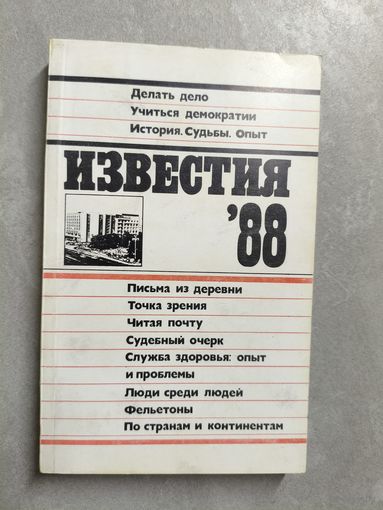 Делать дело
Учиться демократии
История. Судьбы. Опыт
ИЗВЕСТИЯ
'88
Письма из деревни
Точка зрения
Читая почту
Судебный очерк
Служба здоровья: опыт
и проблемы
Люди среди людей
Фельетоны
По странам и континентам